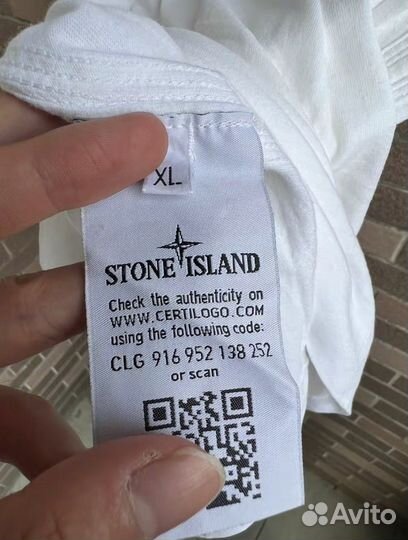 XL
STONE ISLAND
Check the authenticity on
WWW.CERTILOGO.COM
using the following code:
CLG 916 952 138 252
or scan
Avito